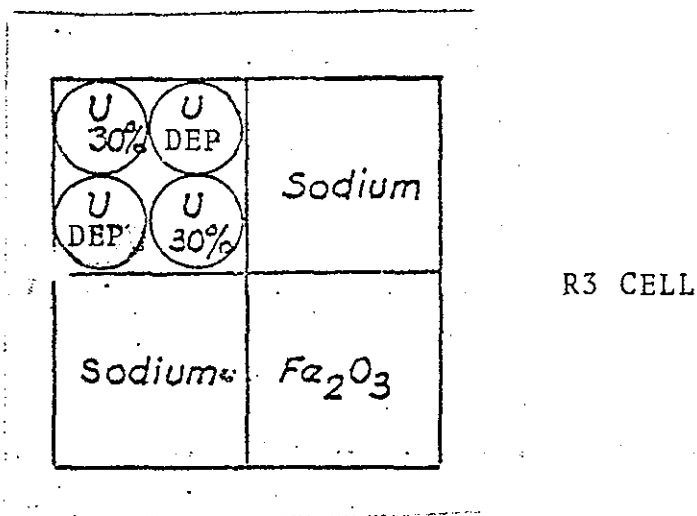 U 30%
U DEP
U DEP
U 30%
Sodium
Sodium
Fe₂O₃
R3 CELL